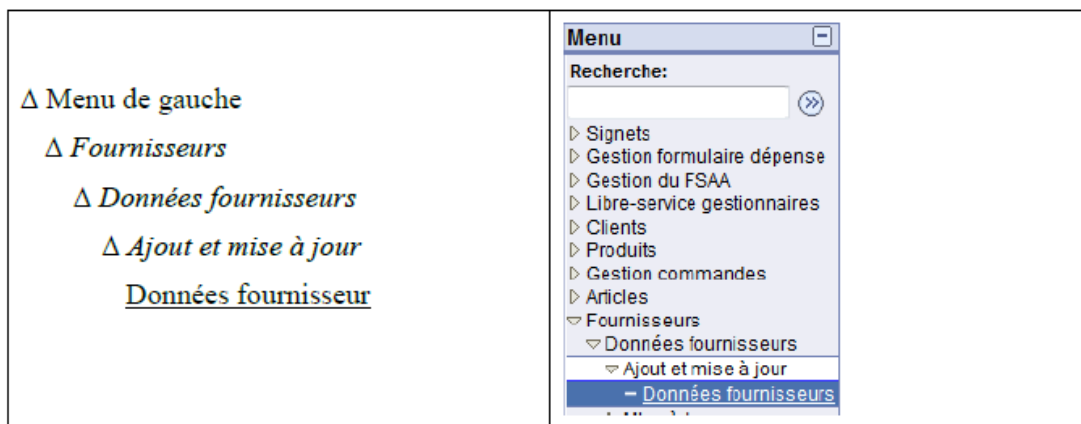 Δ Menu de gauche
Δ Fournisseurs
Δ Données fournisseurs
Δ Ajout et mise à jour
Données fournisseur
Menu
Recherche:
Signets
Gestion formulaire dépense
Gestion du FSAA
Libre-service gestionnaires
Clients
Produits
Gestion commandes
Articles
Fournisseurs
Données fournisseurs
Ajout et mise à jour
Données fournisseurs